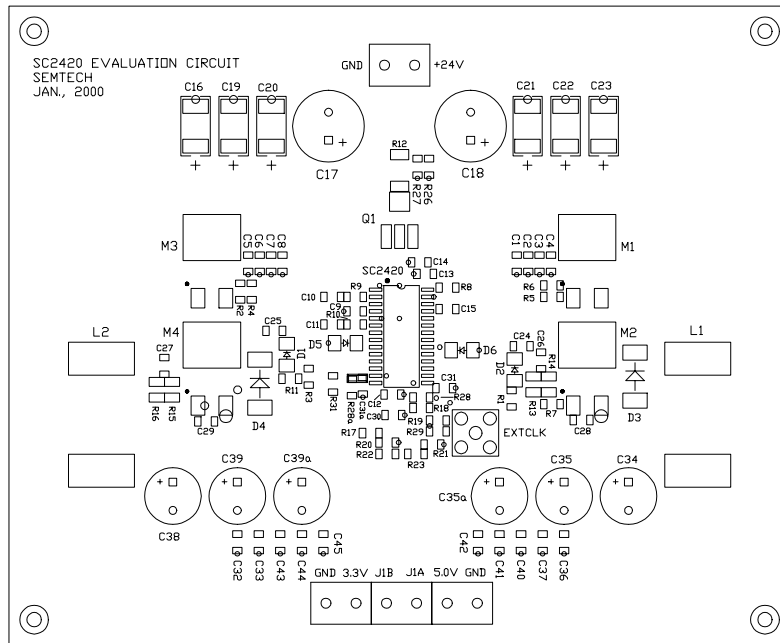 SC2420 EVALUATION CIRCUIT
SEMTECH
JAN., 2000
GND +24V
C16 C19 C20
C21 C22 C23
C17
C18
R12
R27
R26
Q1
M3
C5
C6
C7
C8
C1
C2
C3
C4
M1
C14
C13
SC2420
R2
R4
C10
R9
C9
R10
C11
R8
C15
R6
R5
L2
M4
C25
D5
D6
C24
C26
M2
L1
C27
D1
D2
R14
R16
R15
D4
R11
R3
R31
R28a
C31a
C12
C30
C31
R28
R18
R19
R29
R1
R13
R7
D3
C29
C28
R17
R20
R22
R23
R21
EXTCLK
C39
C39a
C38
C35a
C35
C34
C32
C33
C43
C44
C45
C42
C41
C40
C37
C36
GND 3.3V J1B J1A 5.0V GND